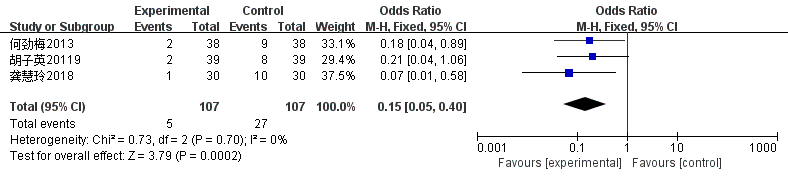 Experimental Control Odds Ratio Odds Ratio
Study or Subgroup Events Total Events Total Weight M-H, Fixed, 95% CI M-H, Fixed, 95% CI
何劲梅2013 2 38 9 38 33.1% 0.18 [0.04, 0.89]
胡子英20119 2 39 8 39 29.4% 0.21 [0.04, 1.06]
龚慧玲2018 1 30 10 30 37.5% 0.07 [0.01, 0.58]
Total (95% CI) 107 107 100.0% 0.15 [0.05, 0.40]
Total events 5 27
Heterogeneity: Chi² = 0.73, df = 2 (P = 0.70); I² = 0%
Test for overall effect: Z = 3.79 (P = 0.0002)
0.001 0.1 1 10 1000
Favours [experimental] Favours [control]